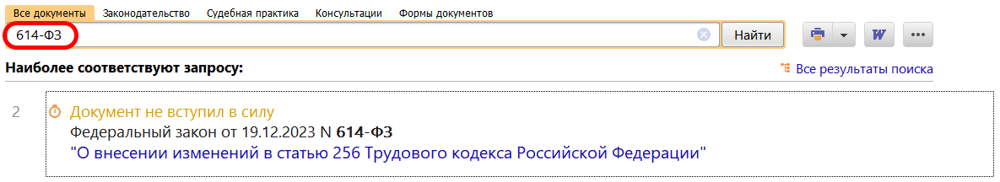 Все документы Законодательство Судебная практика Консультации Формы документов
614-ФЗ Найти W
Наиболее соответствуют запросу: Все результаты поиска
2 Документ не вступил в силу
Федеральный закон от 19.12.2023 N 614-ФЗ
"О внесении изменений в статью 256 Трудового кодекса Российской Федерации"